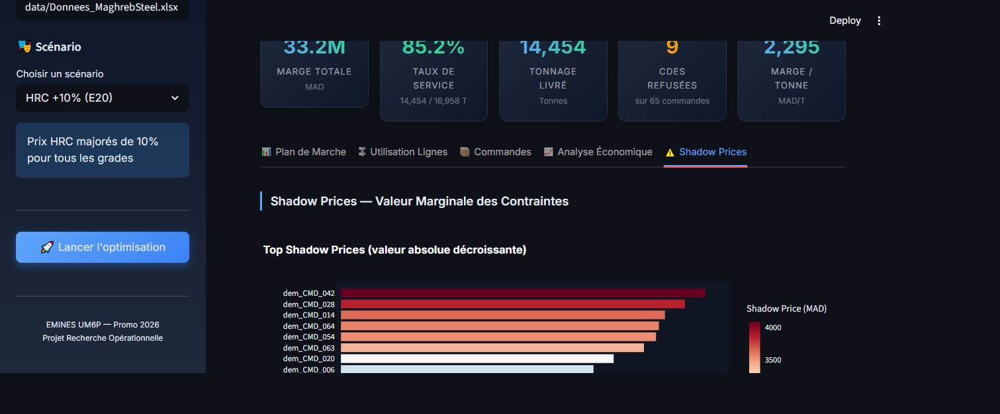 data/Donnees_MaghrebSteel.xlsx
Scénario
Choisir un scénario
HRC +10% (E20)
Prix HRC majorés de 10%
pour tous les grades
Lancer l'optimisation
EMINES UM6P — Promo 2026
Projet Recherche Opérationnelle
Deploy
33.2M
MARGE TOTALE
MAD
85.2%
TAUX DE
SERVICE
14,454 / 16,958 T
14,454
TONNAGE
LIVRÉ
Tonnes
9
CDES
REFUSÉES
sur 65 commandes
2,295
MARGE /
TONNE
MAD/T
Plan de Marche
Utilisation Lignes
Commandes
Analyse Économique
Shadow Prices
Shadow Prices — Valeur Marginale des Contraintes
Top Shadow Prices (valeur absolue décroissante)
dem_CMD_042
dem_CMD_028
dem_CMD_014
dem_CMD_064
dem_CMD_054
dem_CMD_063
dem_CMD_020
dem_CMD_006
Shadow Price (MAD)
4000
3500